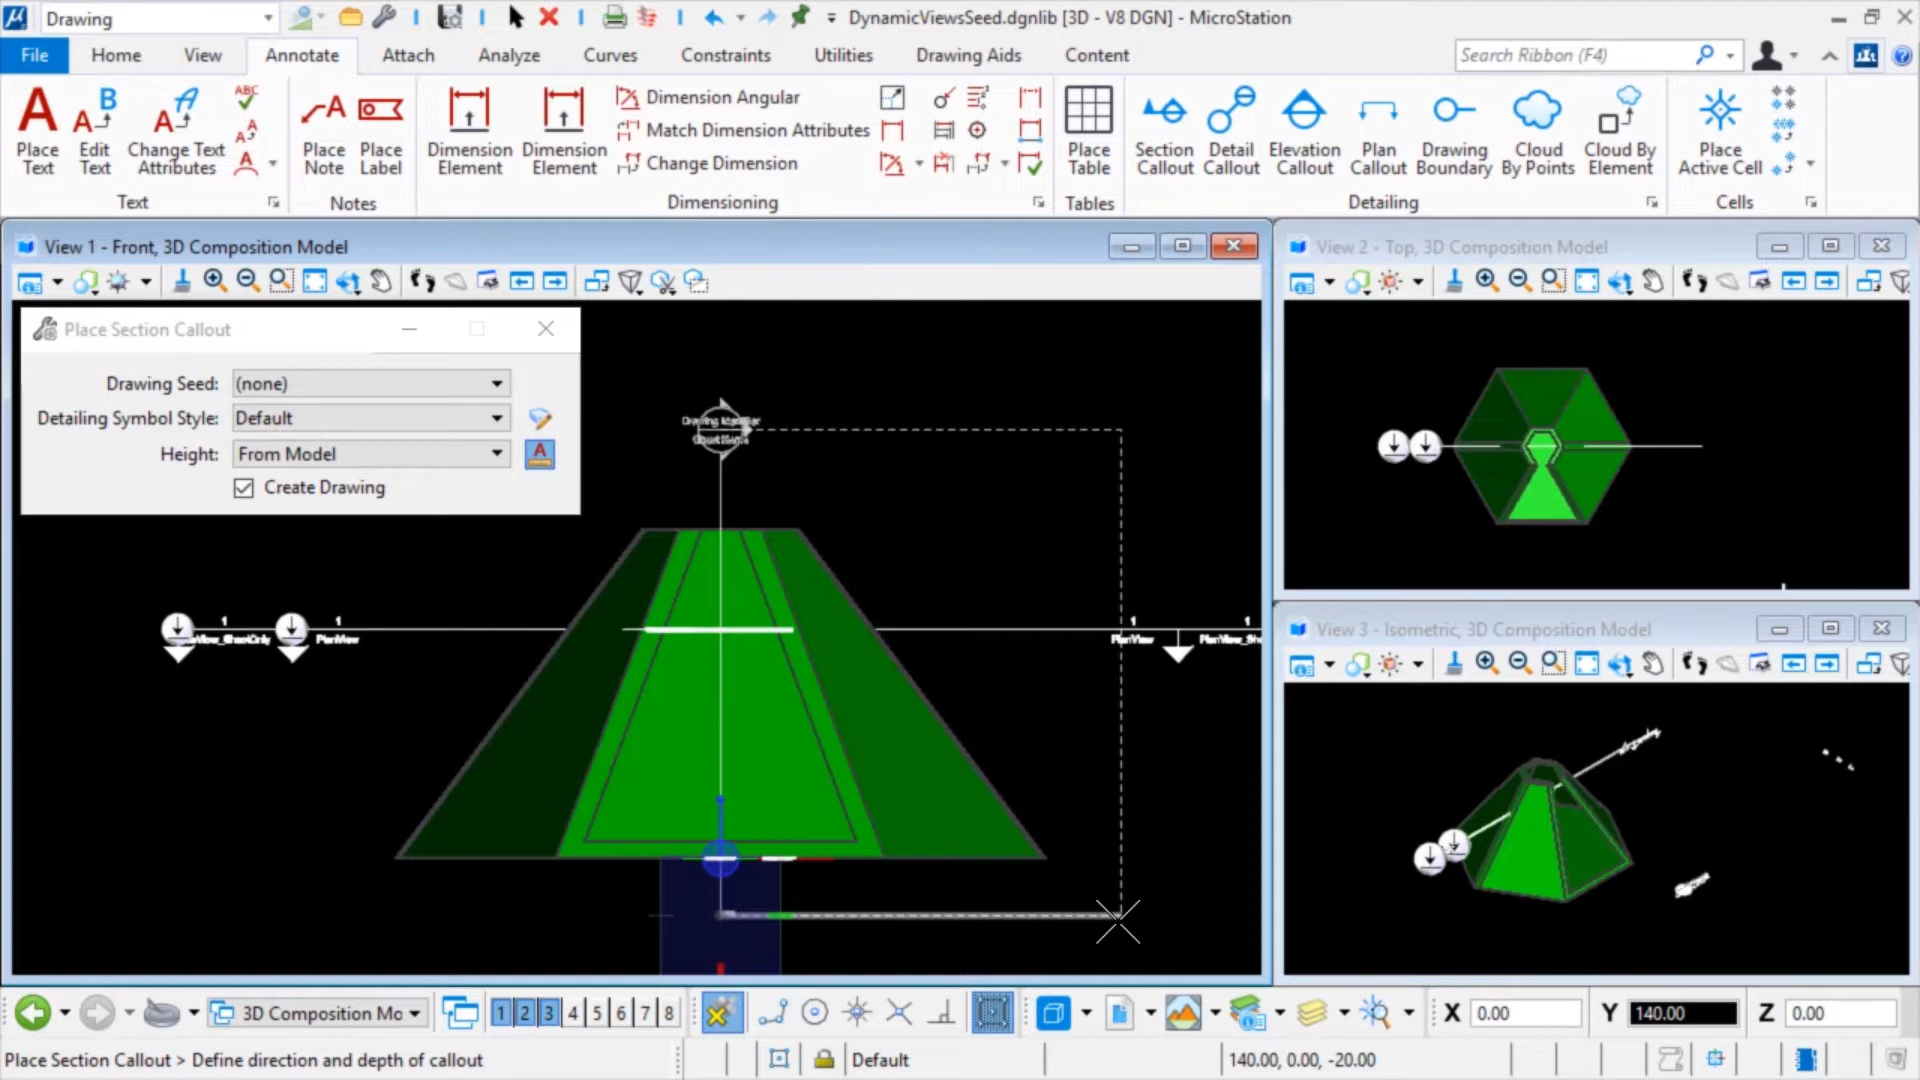 Drawing
DynamicViewsSeed.dgnlib [3D - V8 DGN] - MicroStation
File Home View Annotate Attach Analyze Curves Constraints Utilities Drawing Aids Content
Search Ribbon (F4)
Place Text
Edit Text
Change Text Attributes
ABC
Text
Place Note
Place Label
Notes
Dimension Element
Dimension Element
Dimension Angular
Match Dimension Attributes
Change Dimension
Dimensioning
Place Table
Tables
Section Callout
Detail Callout
Elevation Callout
Plan Callout
Drawing Boundary
Cloud By Points
Cloud By Element
Detailing
Place Active Cell
Cells
View 1 - Front, 3D Composition Model
View 2 - Top, 3D Composition Model
Place Section Callout
Drawing Seed: (none)
Detailing Symbol Style: Default
Height: From Model
Create Drawing
1
1
PlanView
1
PlanView
1
View 3 - Isometric, 3D Composition Model
3D Composition Mo
1 2 3 4 5 6 7 8
X 0.00 Y 140.00 Z 0.00
Place Section Callout > Define direction and depth of callout
Default
140.00, 0.00, -20.00